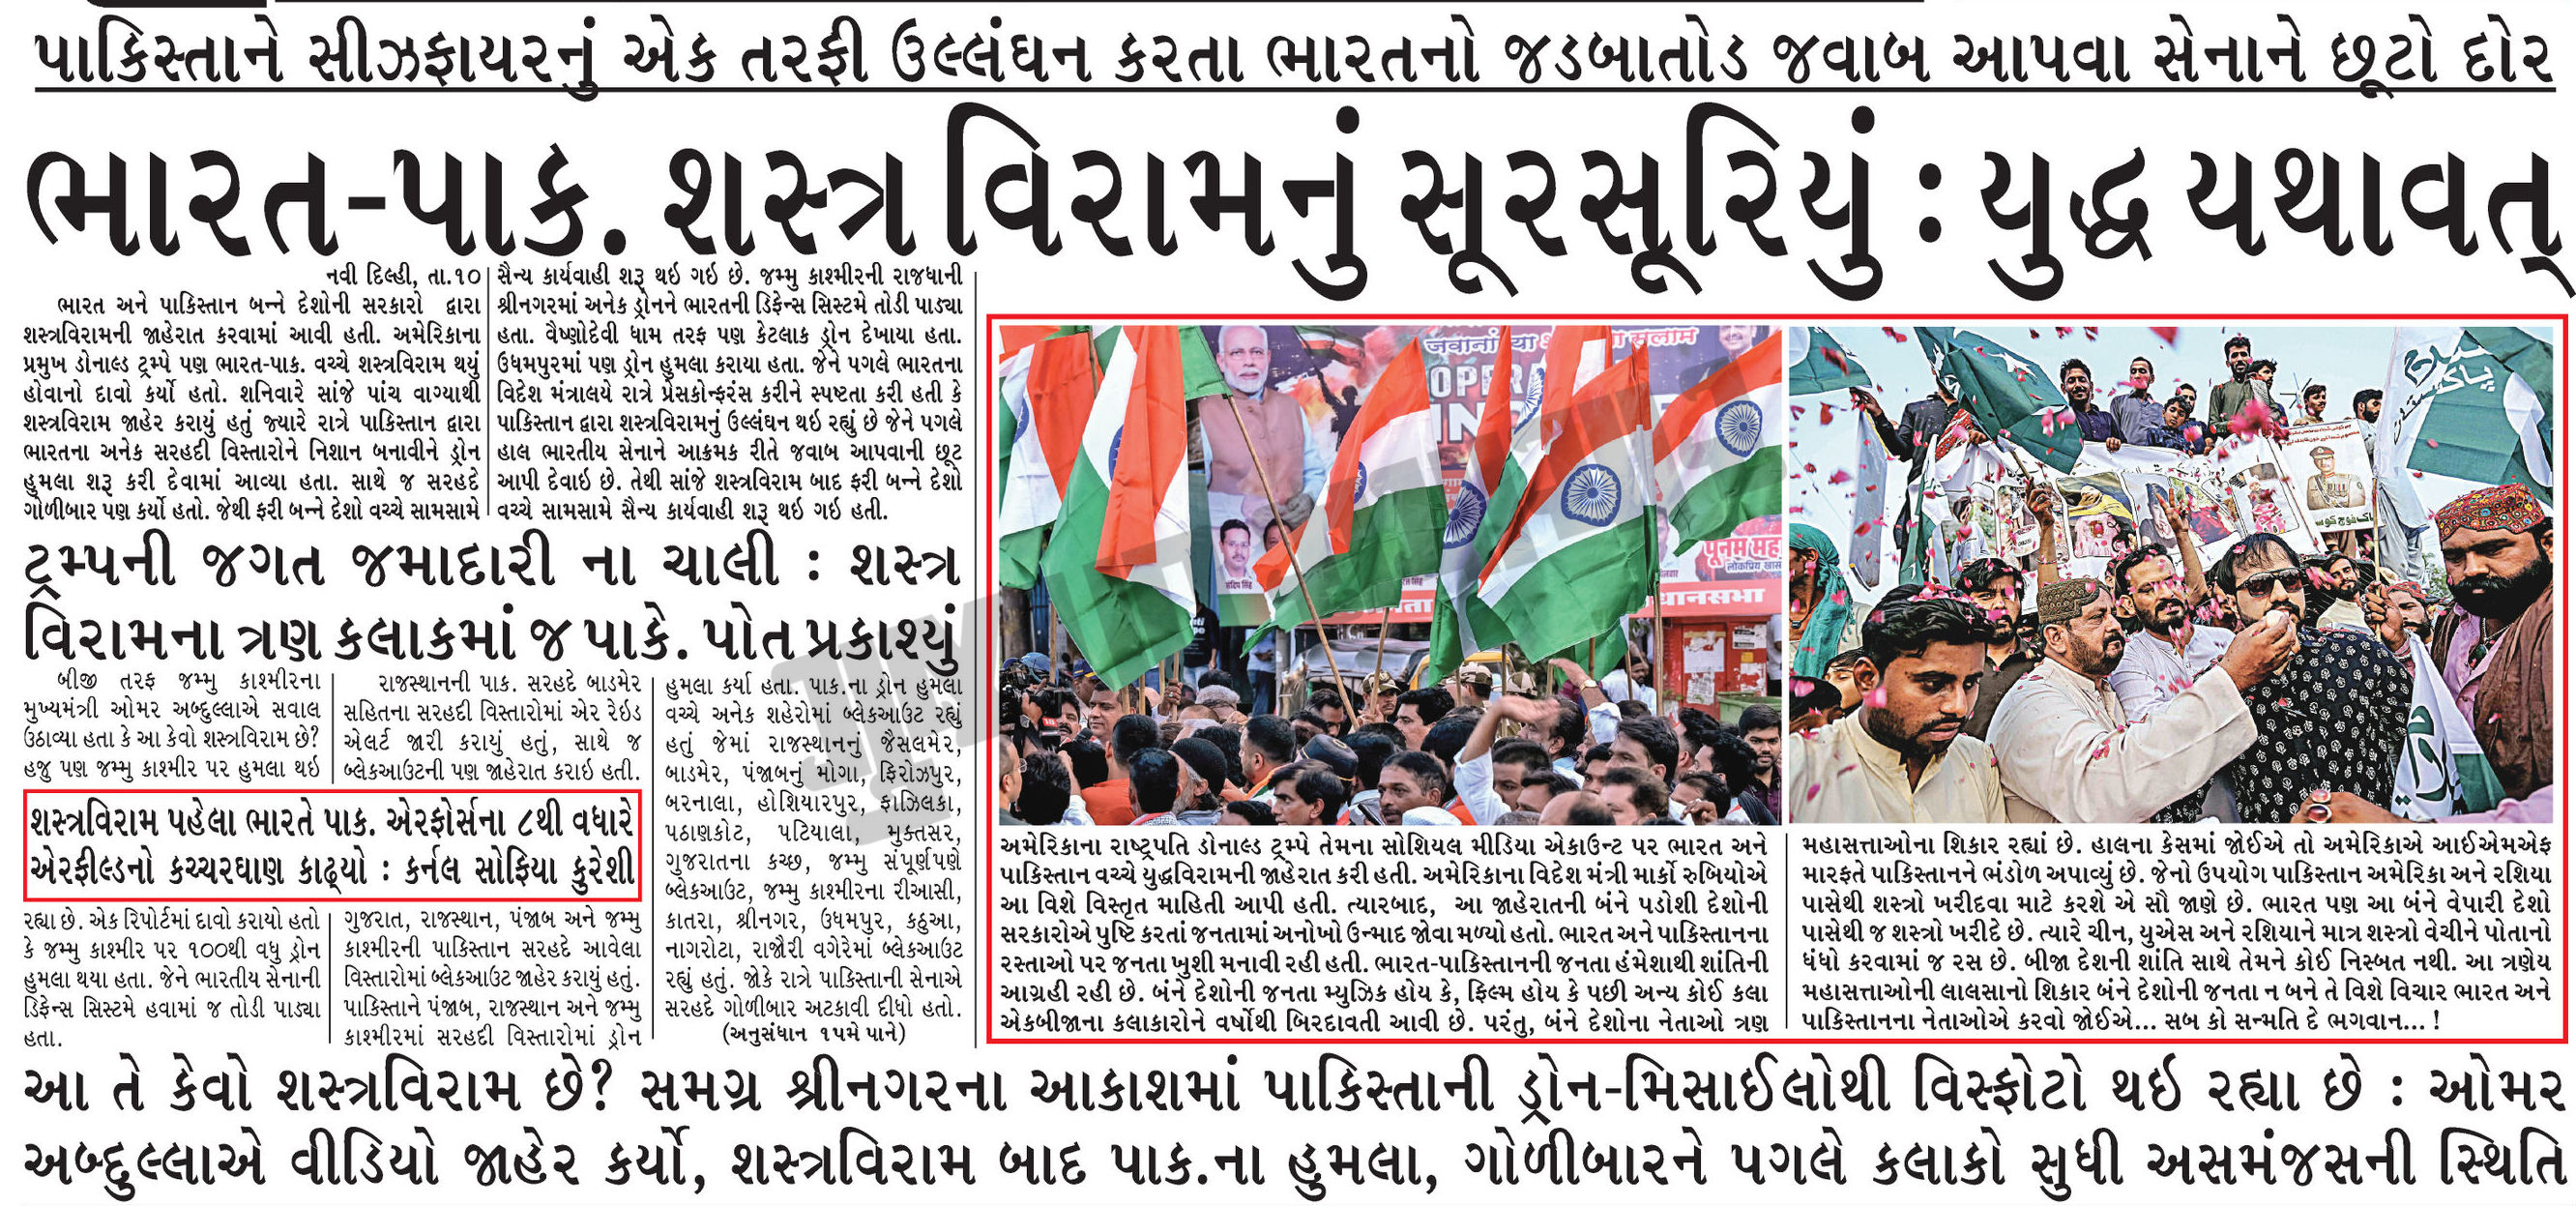 પાકિસ્તાને સીઝફાયરનું એક તરફી ઉલ્લંઘન કરતા ભારતનો જડબાતોડ જવાબ આપવા સેનાને છૂટો દોર
ભારત-પાક. શસ્ત્ર વિરામનું સૂરસૂરિયું : યુદ્ધ યથાવત્
નવી દિલ્હી, તા.૧૦
ભારત અને પાકિસ્તાન બન્ને દેશોની સરકારો દ્વારા
શસ્ત્રવિરામની જાહેરાત કરવામાં આવી હતી. અમેરિકાના
પ્રમુખ ડોનાલ્ડ ટ્રમ્પે પણ ભારત-પાક. વચ્ચે શસ્ત્રવિરામ થયું
હોવાનો દાવો કર્યો હતો. શનિવારે સાંજે પાંચ વાગ્યાથી
શસ્ત્રવિરામ જાહેર કરાયું હતું જ્યારે રાત્રે પાકિસ્તાન દ્વારા
ભારતના અનેક સરહદી વિસ્તારોને નિશાન બનાવીને ડ્રોન
હુમલા શરૂ કરી દેવામાં આવ્યા હતા. સાથે જ સરહદે
ગોળીબાર પણ કર્યો હતો. જેથી ફરી બન્ને દેશો વચ્ચે સામસામે
સૈન્ય કાર્યવાહી શરૂ થઇ ગઇ છે. જમ્મુ કાશ્મીરની રાજધાની
શ્રીનગરમાં અનેક ડ્રોનને ભારતની ડિફેન્સ સિસ્ટમે તોડી પાડ્યા
હતા. વૈષ્ણોદેવી ધામ તરફ પણ કેટલાક ડ્રોન દેખાયા હતા.
ઉધમપુરમાં પણ ડ્રોન હુમલા કરાયા હતા. જેને પગલે ભારતના
વિદેશ મંત્રાલયે રાત્રે પ્રેસકોન્ફરંસ કરીને સ્પષ્ટતા કરી હતી કે
પાકિસ્તાન દ્વારા શસ્ત્રવિરામનું ઉલ્લંઘન થઇ રહ્યું છે જેને પગલે
હાલ ભારતીય સેનાને આક્રમક રીતે જવાબ આપવાની છૂટ
આપી દેવાઇ છે. તેથી સાંજે શસ્ત્રવિરામ બાદ ફરી બન્ને દેશો
વચ્ચે સામસામે સૈન્ય કાર્યવાહી શરૂ થઇ ગઇ હતી.
ટ્રમ્પની જગત જમાદારી ના ચાલી : શસ્ત્ર
વિરામના ત્રણ કલાકમાં જ પાકે. પોત પ્રકાશ્યું
બીજી તરફ જમ્મુ કાશ્મીરના
મુખ્યમંત્રી ઓમર અબ્દુલ્લાએ સવાલ
ઉઠાવ્યા હતા કે આ કેવો શસ્ત્રવિરામ છે?
હજુ પણ જમ્મુ કાશ્મીર પર હુમલા થઇ
રાજસ્થાનની પાક. સરહદે બાડમેર
સહિતના સરહદી વિસ્તારોમાં એર રેઇડ
એલર્ટ જારી કરાયું હતું, સાથે જ
બ્લેકઆઉટની પણ જાહેરાત કરાઇ હતી.
શસ્ત્રવિરામ પહેલા ભારતે પાક. એરફોર્સના ૮થી વધારે
એરફીલ્ડનો કચ્ચરઘાણ કાઢ્યો : કર્નલ સોફિયા કુરેશી
રહ્યા છે. એક રિપોર્ટમાં દાવો કરાયો હતો
કે જમ્મુ કાશ્મીર પર ૧૦૦થી વધુ ડ્રોન
હુમલા થયા હતા. જેને ભારતીય સેનાની
ડિફેન્સ સિસ્ટમે હવામાં જ તોડી પાડ્યા
હતા.
ગુજરાત, રાજસ્થાન, પંજાબ અને જમ્મુ
કાશ્મીરની પાકિસ્તાન સરહદે આવેલા
વિસ્તારોમાં બ્લેકઆઉટ જાહેર કરાયું હતું.
પાકિસ્તાને પંજાબ, રાજસ્થાન અને જમ્મુ
કાશ્મીરમાં સરહદી વિસ્તારોમાં ડ્રોન
હુમલા કર્યા હતા. પાક.ના ડ્રોન હુમલા
વચ્ચે અનેક શહેરોમાં બ્લેકઆઉટ રહ્યું
હતું જેમાં રાજસ્થાનનું જૈસલમેર,
બાડમેર, પંજાબનું મોગા, ફિરોઝપુર,
બરનાલા, હોશિયારપુર, ફાઝિલકા,
પઠાણકોટ, પટિયાલા, મુક્તસર,
ગુજરાતના કચ્છ, જમ્મુ સંપૂર્ણપણે
બ્લેકઆઉટ, જમ્મુ કાશ્મીરના રીઆસી,
કાતરા, શ્રીનગર, ઉધમપુર, કઠુઆ,
નાગરોટા, રાજૌરી વગેરેમાં બ્લેકઆઉટ
રહ્યું હતું. જોકે રાત્રે પાકિસ્તાની સેનાએ
સરહદે ગોળીબાર અટકાવી દીધો હતો.
(અનુસંધાન ૧૫મે પાને)
जवानों
सलाम
OPERA
पूनम मह
लोकप्रिय
धानसभा
અમેરિકાના રાષ્ટ્રપતિ ડોનાલ્ડ ટ્રમ્પે તેમના સોશિયલ મીડિયા એકાઉન્ટ પર ભારત અને
પાકિસ્તાન વચ્ચે યુદ્ધવિરામની જાહેરાત કરી હતી. અમેરિકાના વિદેશ મંત્રી માર્કો રુબિયોએ
આ વિશે વિસ્તૃત માહિતી આપી હતી. ત્યારબાદ, આ જાહેરાતની બંને પડોશી દેશોની
સરકારોએ પુષ્ટિ કરતાં જનતામાં અનોખો ઉન્માદ જોવા મળ્યો હતો. ભારત અને પાકિસ્તાનના
રસ્તાઓ પર જનતા ખુશી મનાવી રહી હતી. ભારત-પાકિસ્તાનની જનતા હંમેશાથી શાંતિની
આગ્રહી રહી છે. બંને દેશોની જનતા મ્યુઝિક હોય કે, ફિલ્મ હોય કે પછી અન્ય કોઈ કલા
એકબીજાના કલાકારોને વર્ષોથી બિરદાવતી આવી છે. પરંતુ, બંને દેશોના નેતાઓ ત્રણ
મહાસત્તાઓના શિકાર રહ્યાં છે. હાલના કેસમાં જોઈએ તો અમેરિકાએ આઈએમએફ
મારફતે પાકિસ્તાનને ભંડોળ અપાવ્યું છે. જેનો ઉપયોગ પાકિસ્તાન અમેરિકા અને રશિયા
પાસેથી શસ્ત્રો ખરીદવા માટે કરશે એ સૌ જાણે છે. ભારત પણ આ બંને વેપારી દેશો
પાસેથી જ શસ્ત્રો ખરીદે છે. ત્યારે ચીન, યુએસ અને રશિયાને માત્ર શસ્ત્રો વેચીને પોતાનો
ધંધો કરવામાં જ રસ છે. બીજા દેશની શાંતિ સાથે તેમને કોઈ નિસ્બત નથી. આ ત્રણેય
મહાસત્તાઓની લાલસાનો શિકાર બંને દેશોની જનતા ન બને તે વિશે વિચાર ભારત અને
પાકિસ્તાનના નેતાઓએ કરવો જોઈએ... સબ કો સન્મતિ દે ભગવાન... !
આ તે કેવો શસ્ત્રવિરામ છે? સમગ્ર શ્રીનગરના આકાશમાં પાકિસ્તાની ડ્રોન-મિસાઈલોથી વિસ્ફોટો થઇ રહ્યા છે : ઓમર
અબ્દુલ્લાએ વીડિયો જાહેર કર્યો, શસ્ત્રવિરામ બાદ પાક.ના હુમલા, ગોળીબારને પગલે કલાકો સુધી અસમંજસની સ્થિતિ